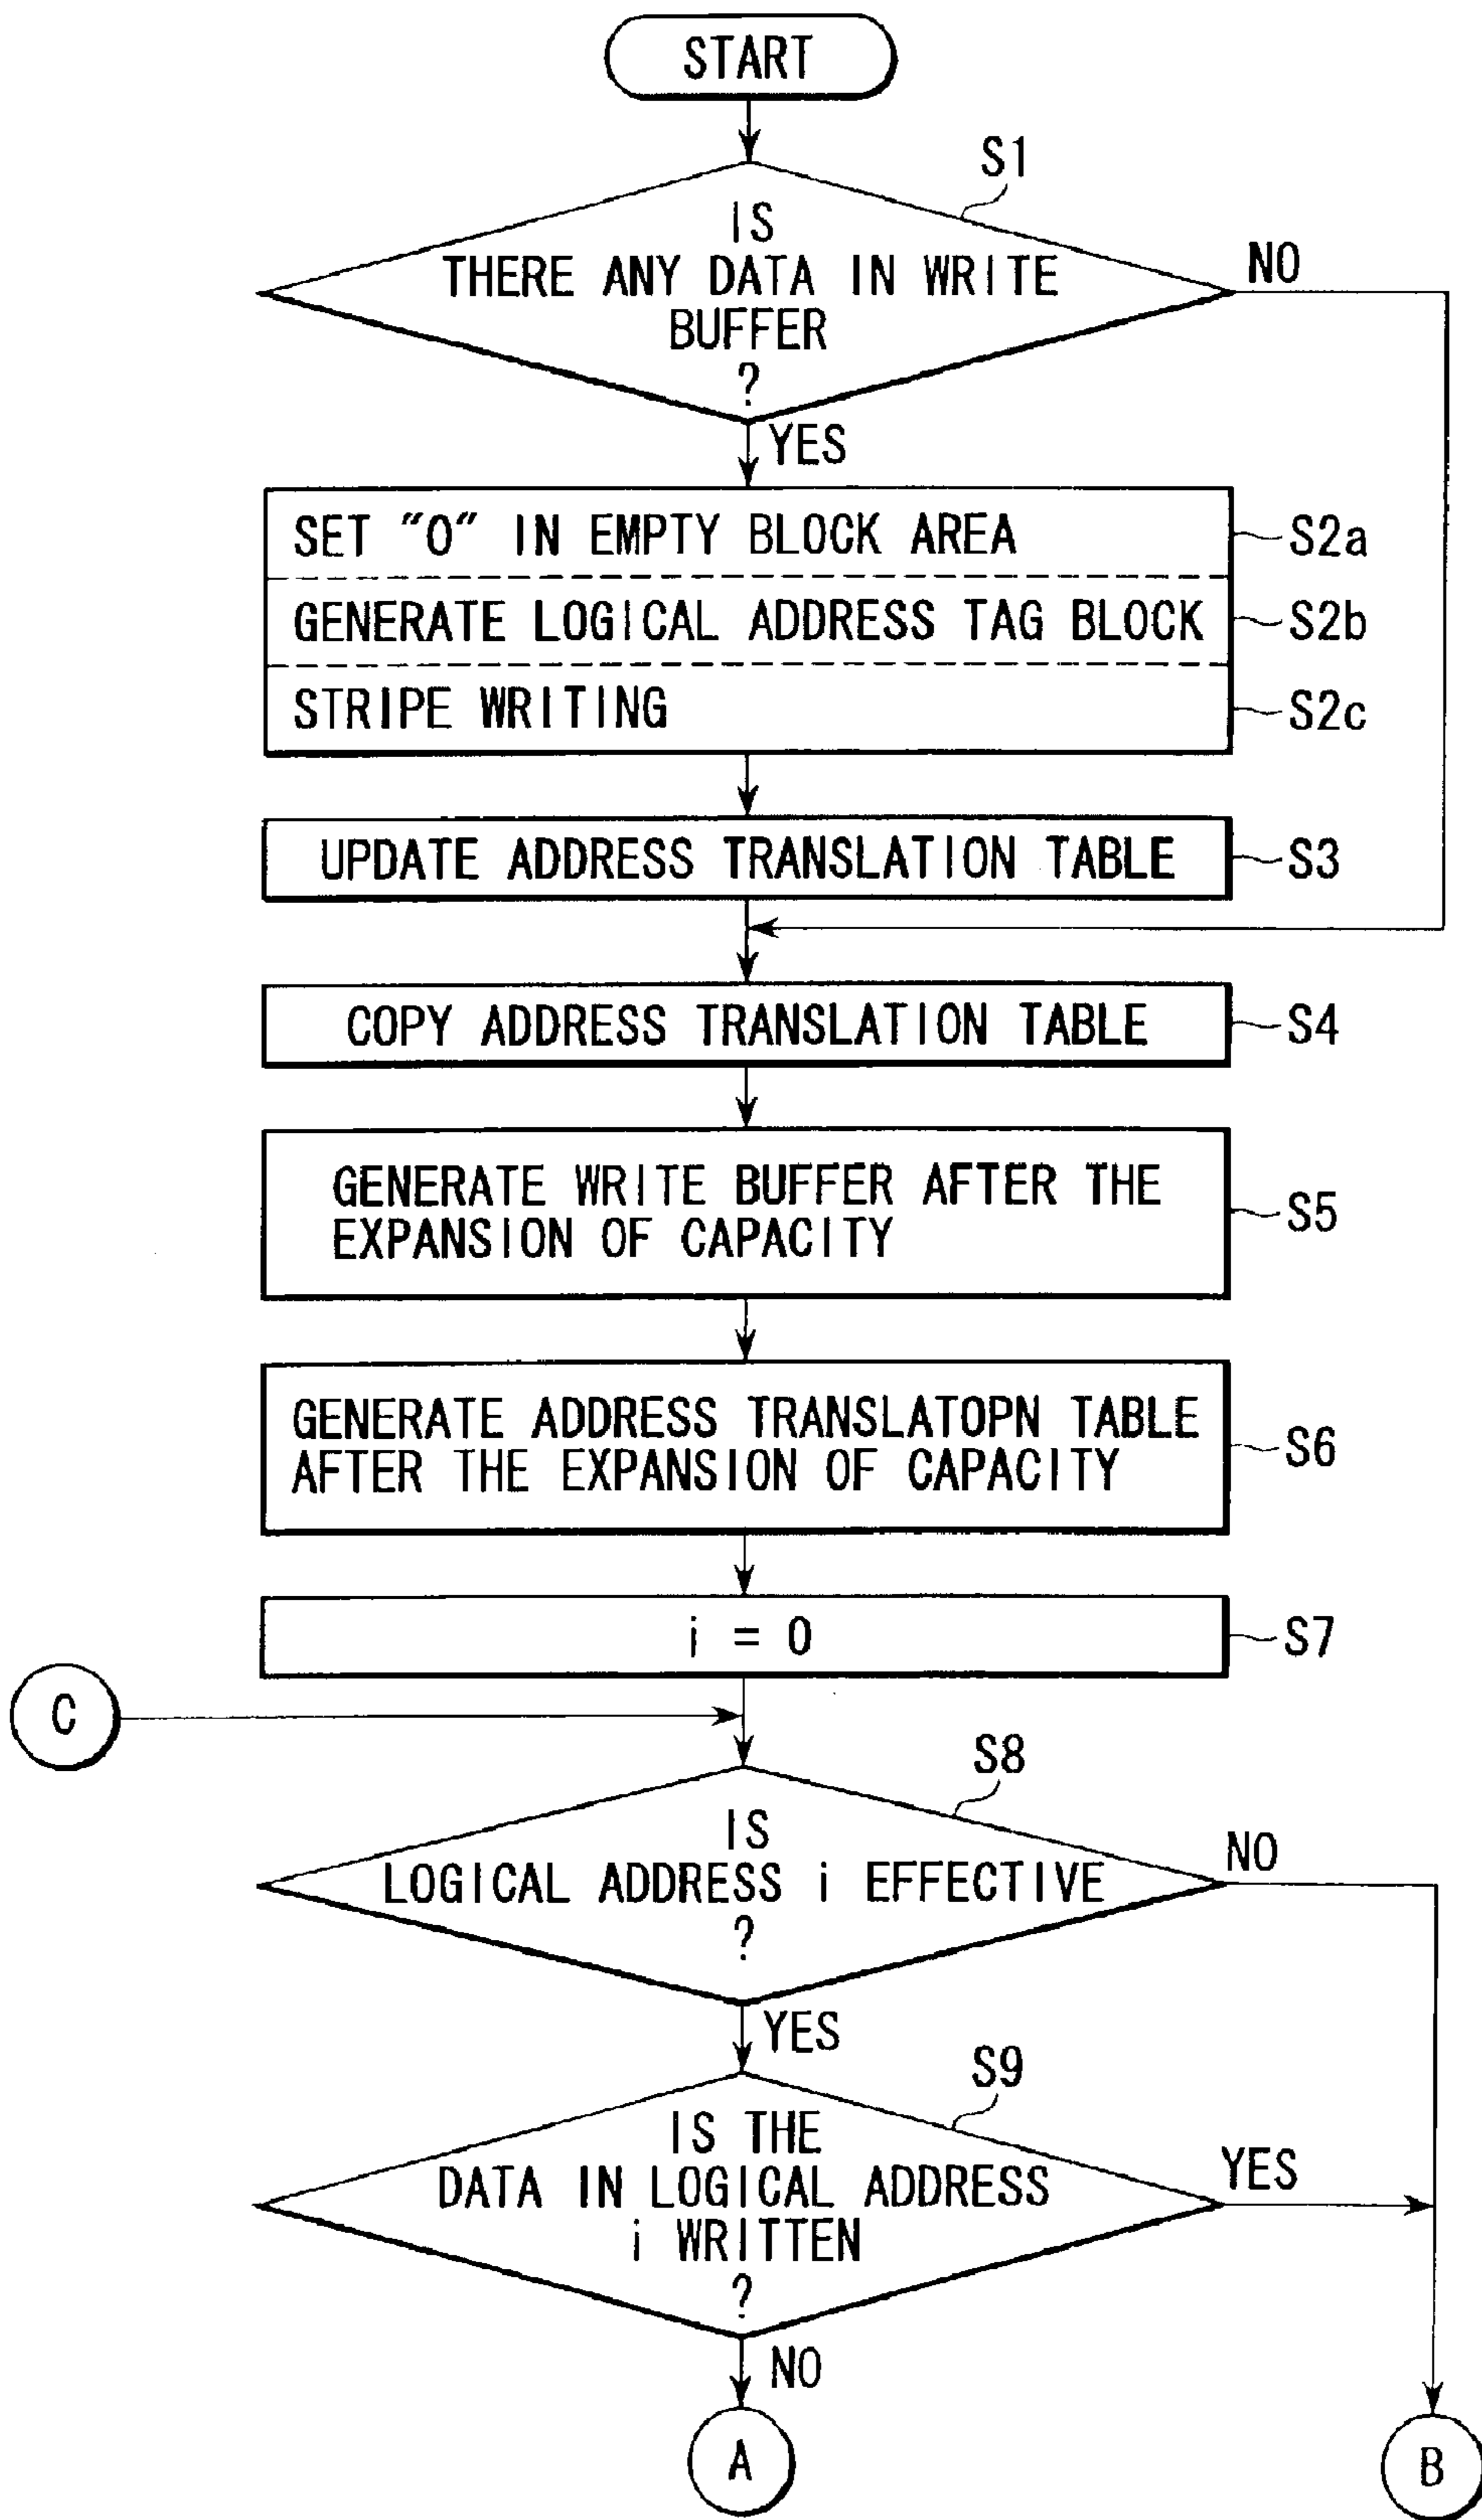 START
S1
IS
THERE ANY DATA IN WRITE
BUFFER
?
NO
YES
SET "0" IN EMPTY BLOCK AREA
S2a
GENERATE LOGICAL ADDRESS TAG BLOCK
S2b
STRIPE WRITING
S2c
UPDATE ADDRESS TRANSLATION TABLE
S3
COPY ADDRESS TRANSLATION TABLE
S4
GENERATE WRITE BUFFER AFTER THE
EXPANSION OF CAPACITY
S5
GENERATE ADDRESS TRANSLATOPN TABLE
AFTER THE EXPANSION OF CAPACITY
S6
i = 0
S7
C
S8
IS
LOGICAL ADDRESS i EFFECTIVE
?
NO
YES
S9
IS THE
DATA IN LOGICAL ADDRESS
i WRITTEN
?
YES
NO
A
B